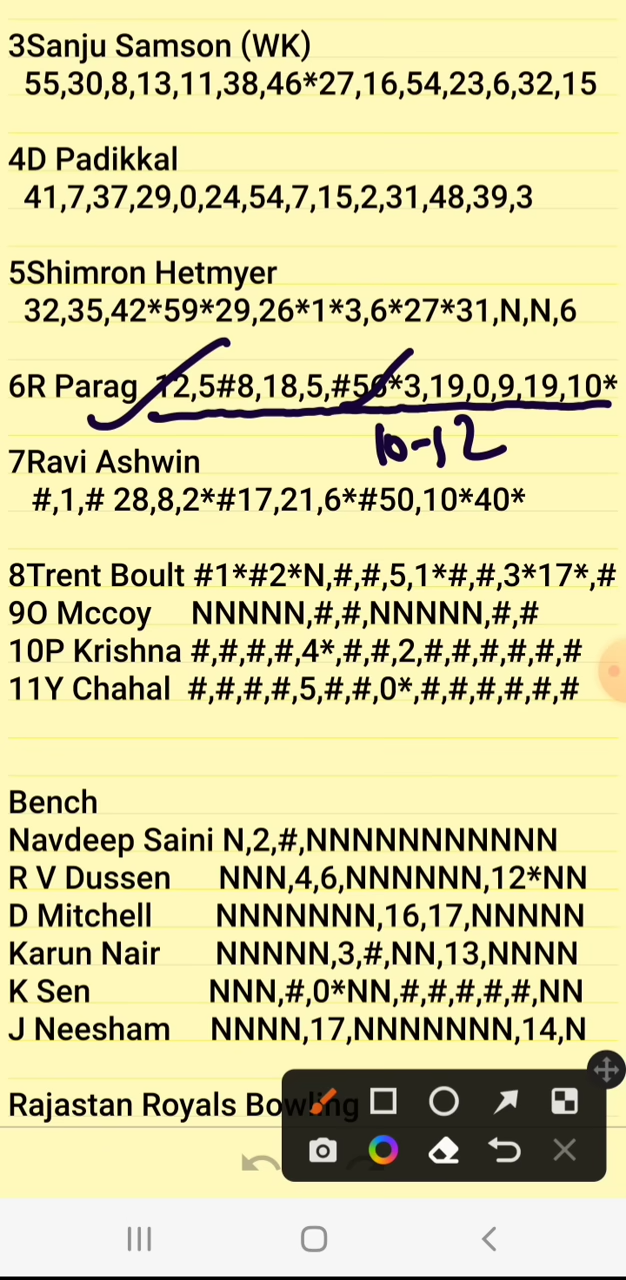 3Sanju Samson (WK)
55,30,8,13,11,38,46*27,16,54,23,6,32,15
4D Padikkal
41,7,37,29,0,24,54,7,15,2,31,48,39,3
5Shimron Hetmyer
32,35,42*59*29,26*1*3,6*27*31,N,N,6
6R Parag 12,5#8,18,5,#56*3,19,0,9,19,10*
10-12
7Ravi Ashwin
#,1,# 28,8,2*#17,21,6*#50,10*40*
8Trent Boult #1*#2*N,#,#,5,1*#,#,3*17*,#
9O Mccoy NNNNN,#,#,NNNNN,#,#
10P Krishna #,#,#,#,4*,#,#,2,#,#,#,#,#,#
11Y Chahal #,#,#,#,5,#,#,0*,#,#,#,#,#,#
Bench
Navdeep Saini N,2,#,NNNNNNNNNNN
R V Dussen NNN,4,6,NNNNNN,12*NN
D Mitchell NNNNNNN,16,17,NNNNN
Karun Nair NNNNN,3,#,NN,13,NNNN
K Sen NNN,#,0*NN,#,#,#,#,#,NN
J Neesham NNNN,17,NNNNNNN,14,N
Rajastan Royals Bowling